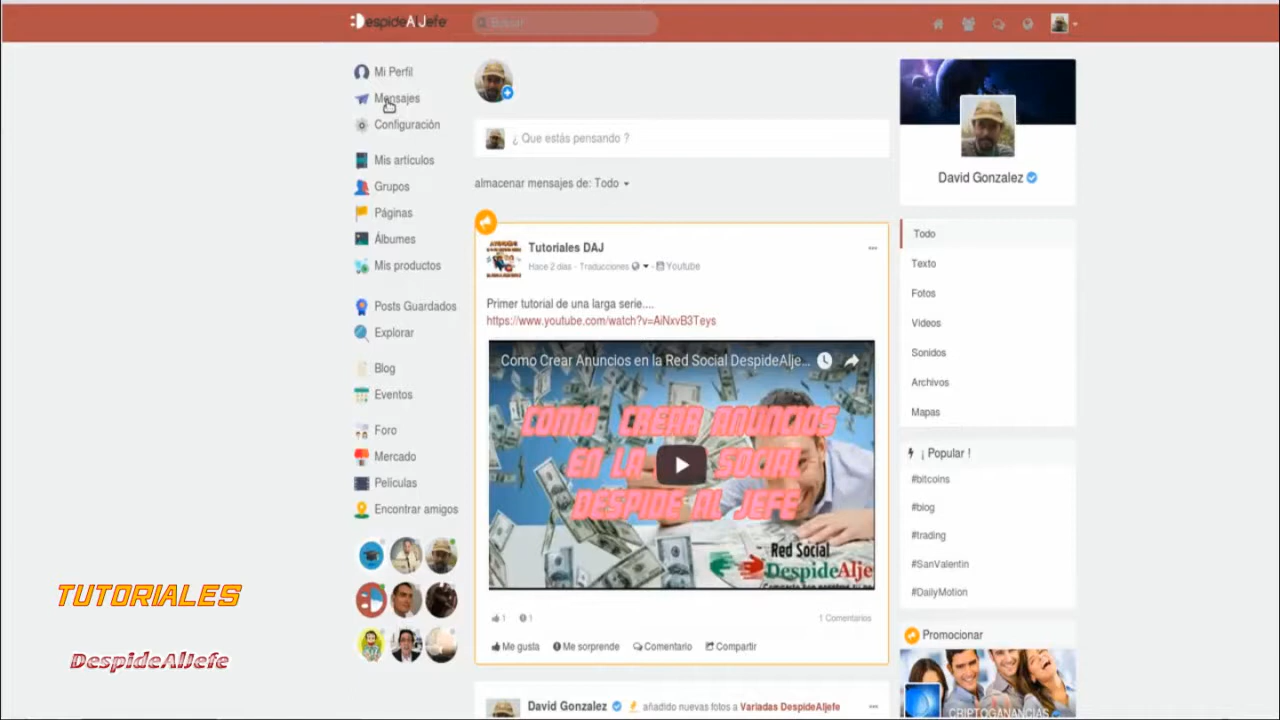 DespideAlJefe
Buscar
Mi Perfil
Mensajes
Configuración
Mis artículos
Grupos
Páginas
Álbumes
Mis productos
Posts Guardados
Explorar
Blog
Eventos
Foro
Mercado
Películas
Encontrar amigos
TUTORIALES
DespideAlJefe
¿ Que estás pensando ?
almacenar mensajes de: Todo
Tutoriales DAJ
Hace 2 días - Traducciones - Youtube
Primer tutorial de una larga serie....
https://www.youtube.com/watch?v=AiNxvB3Teys
Como Crear Anuncios en la Red Social DespideAlje...
COMO CREAR ANUNCIOS
EN LA SOCIAL
DESPIDE AL JEFE
Red Social
DespideAlje
1 1
1 Comentarios
Me gusta Me sorprende Comentario Compartir
David Gonzalez añadido nuevas fotos a Variadas DespideAljefe
David Gonzalez
Todo
Texto
Fotos
Videos
Sonidos
Archivos
Mapas
¡ Popular !
#bitcoins
#blog
#trading
#SanValentin
#DailyMotion
Promocionar
CRIPTOGANANCIAS